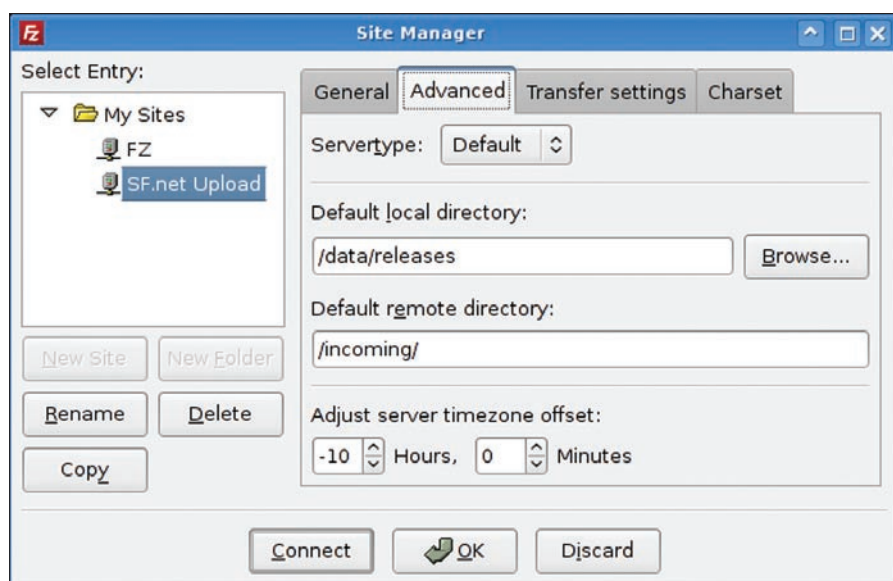 Fz
Site Manager
Select Entry:
My Sites
FZ
SF.net Upload
New Site
New Folder
Rename
Delete
Copy
General
Advanced
Transfer settings
Charset
Servertype:
Default
Default local directory:
/data/releases
Browse...
Default remote directory:
/incoming/
Adjust server timezone offset:
-10 Hours, 0 Minutes
Connect
OK
Discard